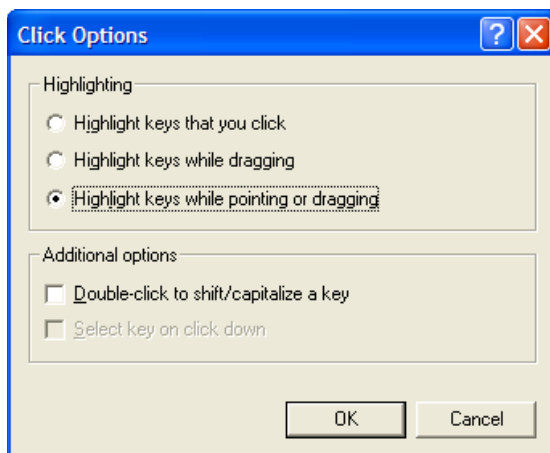 Click Options
?
Highlighting
Highlight keys that you click
Highlight keys while dragging
Highlight keys while pointing or dragging
Additional options
Double-click to shift/capitalize a key
Select key on click down
OK Cancel